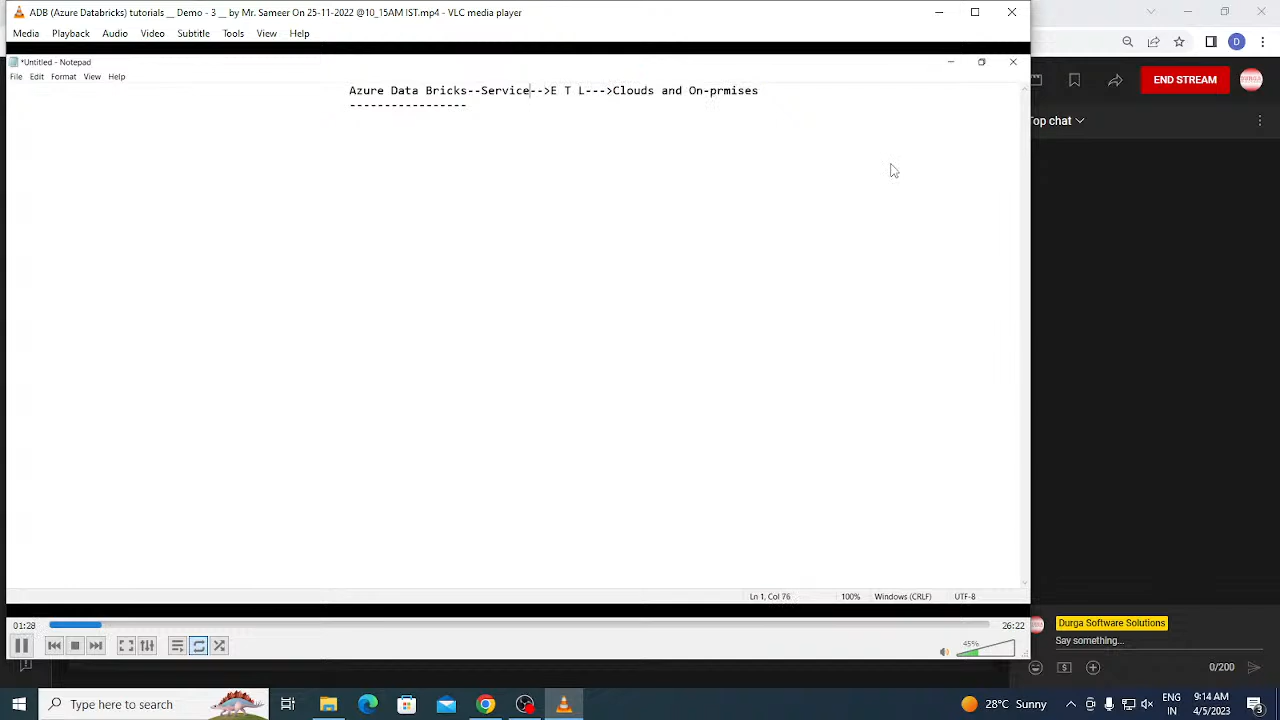 ADB (Azure Databricks) tutorials __ Demo - 3 __ by Mr. Sameer On 25-11-2022 @10_15AM IST.mp4 - VLC media player
Media Playback Audio Video Subtitle Tools View Help
*Untitled - Notepad
File Edit Format View Help
END STREAM
Azure Data Bricks--Service-->E T L--->Clouds and On-prmises
-----------------
Top chat
Ln 1, Col 76 100% Windows (CRLF) UTF-8
01:28 26:22
45%
Durga Software Solutions
Say something...
0/200
Type here to search
28°C Sunny
ENG
IN
9:14 AM
4/5/2023